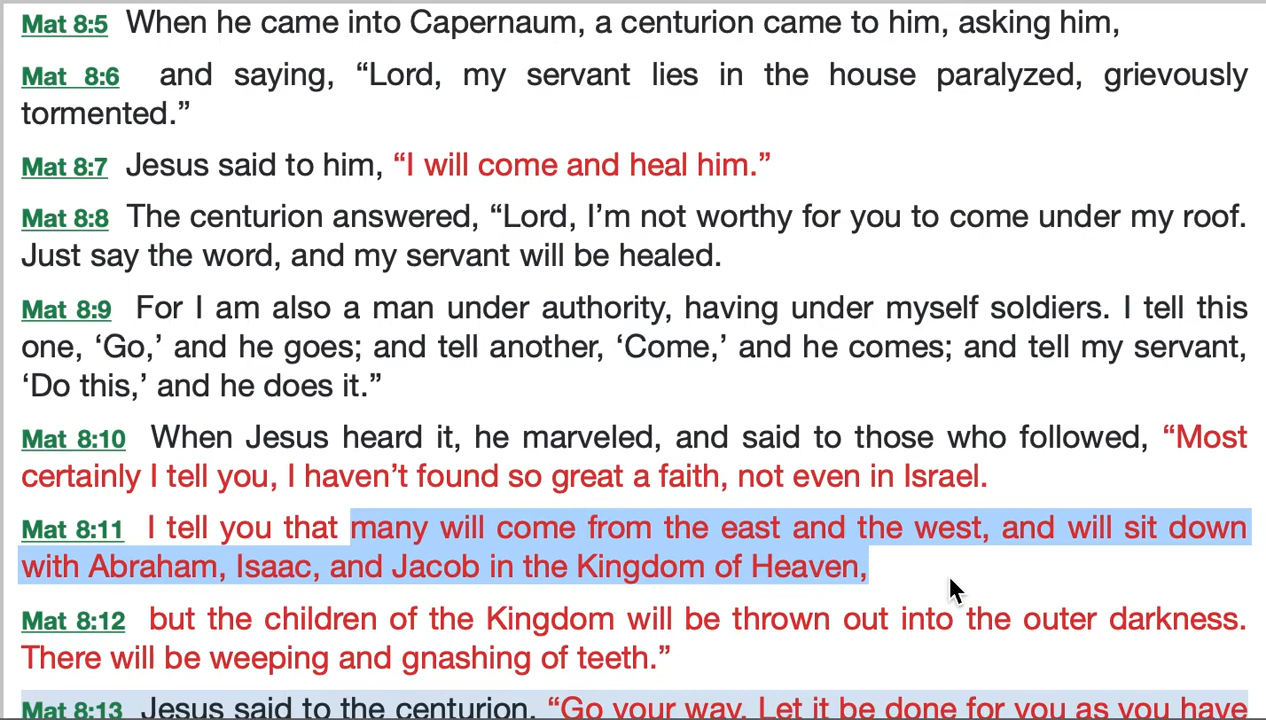 Mat 8:5 When he came into Capernaum, a centurion came to him, asking him,
Mat 8:6 and saying, “Lord, my servant lies in the house paralyzed, grievously
tormented.”
Mat 8:7 Jesus said to him, “I will come and heal him.”
Mat 8:8 The centurion answered, “Lord, I’m not worthy for you to come under my roof.
Just say the word, and my servant will be healed.
Mat 8:9 For I am also a man under authority, having under myself soldiers. I tell this
one, ‘Go,’ and he goes; and tell another, ‘Come,’ and he comes; and tell my servant,
‘Do this,’ and he does it.”
Mat 8:10 When Jesus heard it, he marveled, and said to those who followed, “Most
certainly I tell you, I haven’t found so great a faith, not even in Israel.
Mat 8:11 I tell you that many will come from the east and the west, and will sit down
with Abraham, Isaac, and Jacob in the Kingdom of Heaven,
Mat 8:12 but the children of the Kingdom will be thrown out into the outer darkness.
There will be weeping and gnashing of teeth.”
Mat 8:13 Jesus said to the centurion, “Go your way. Let it be done for you as you have